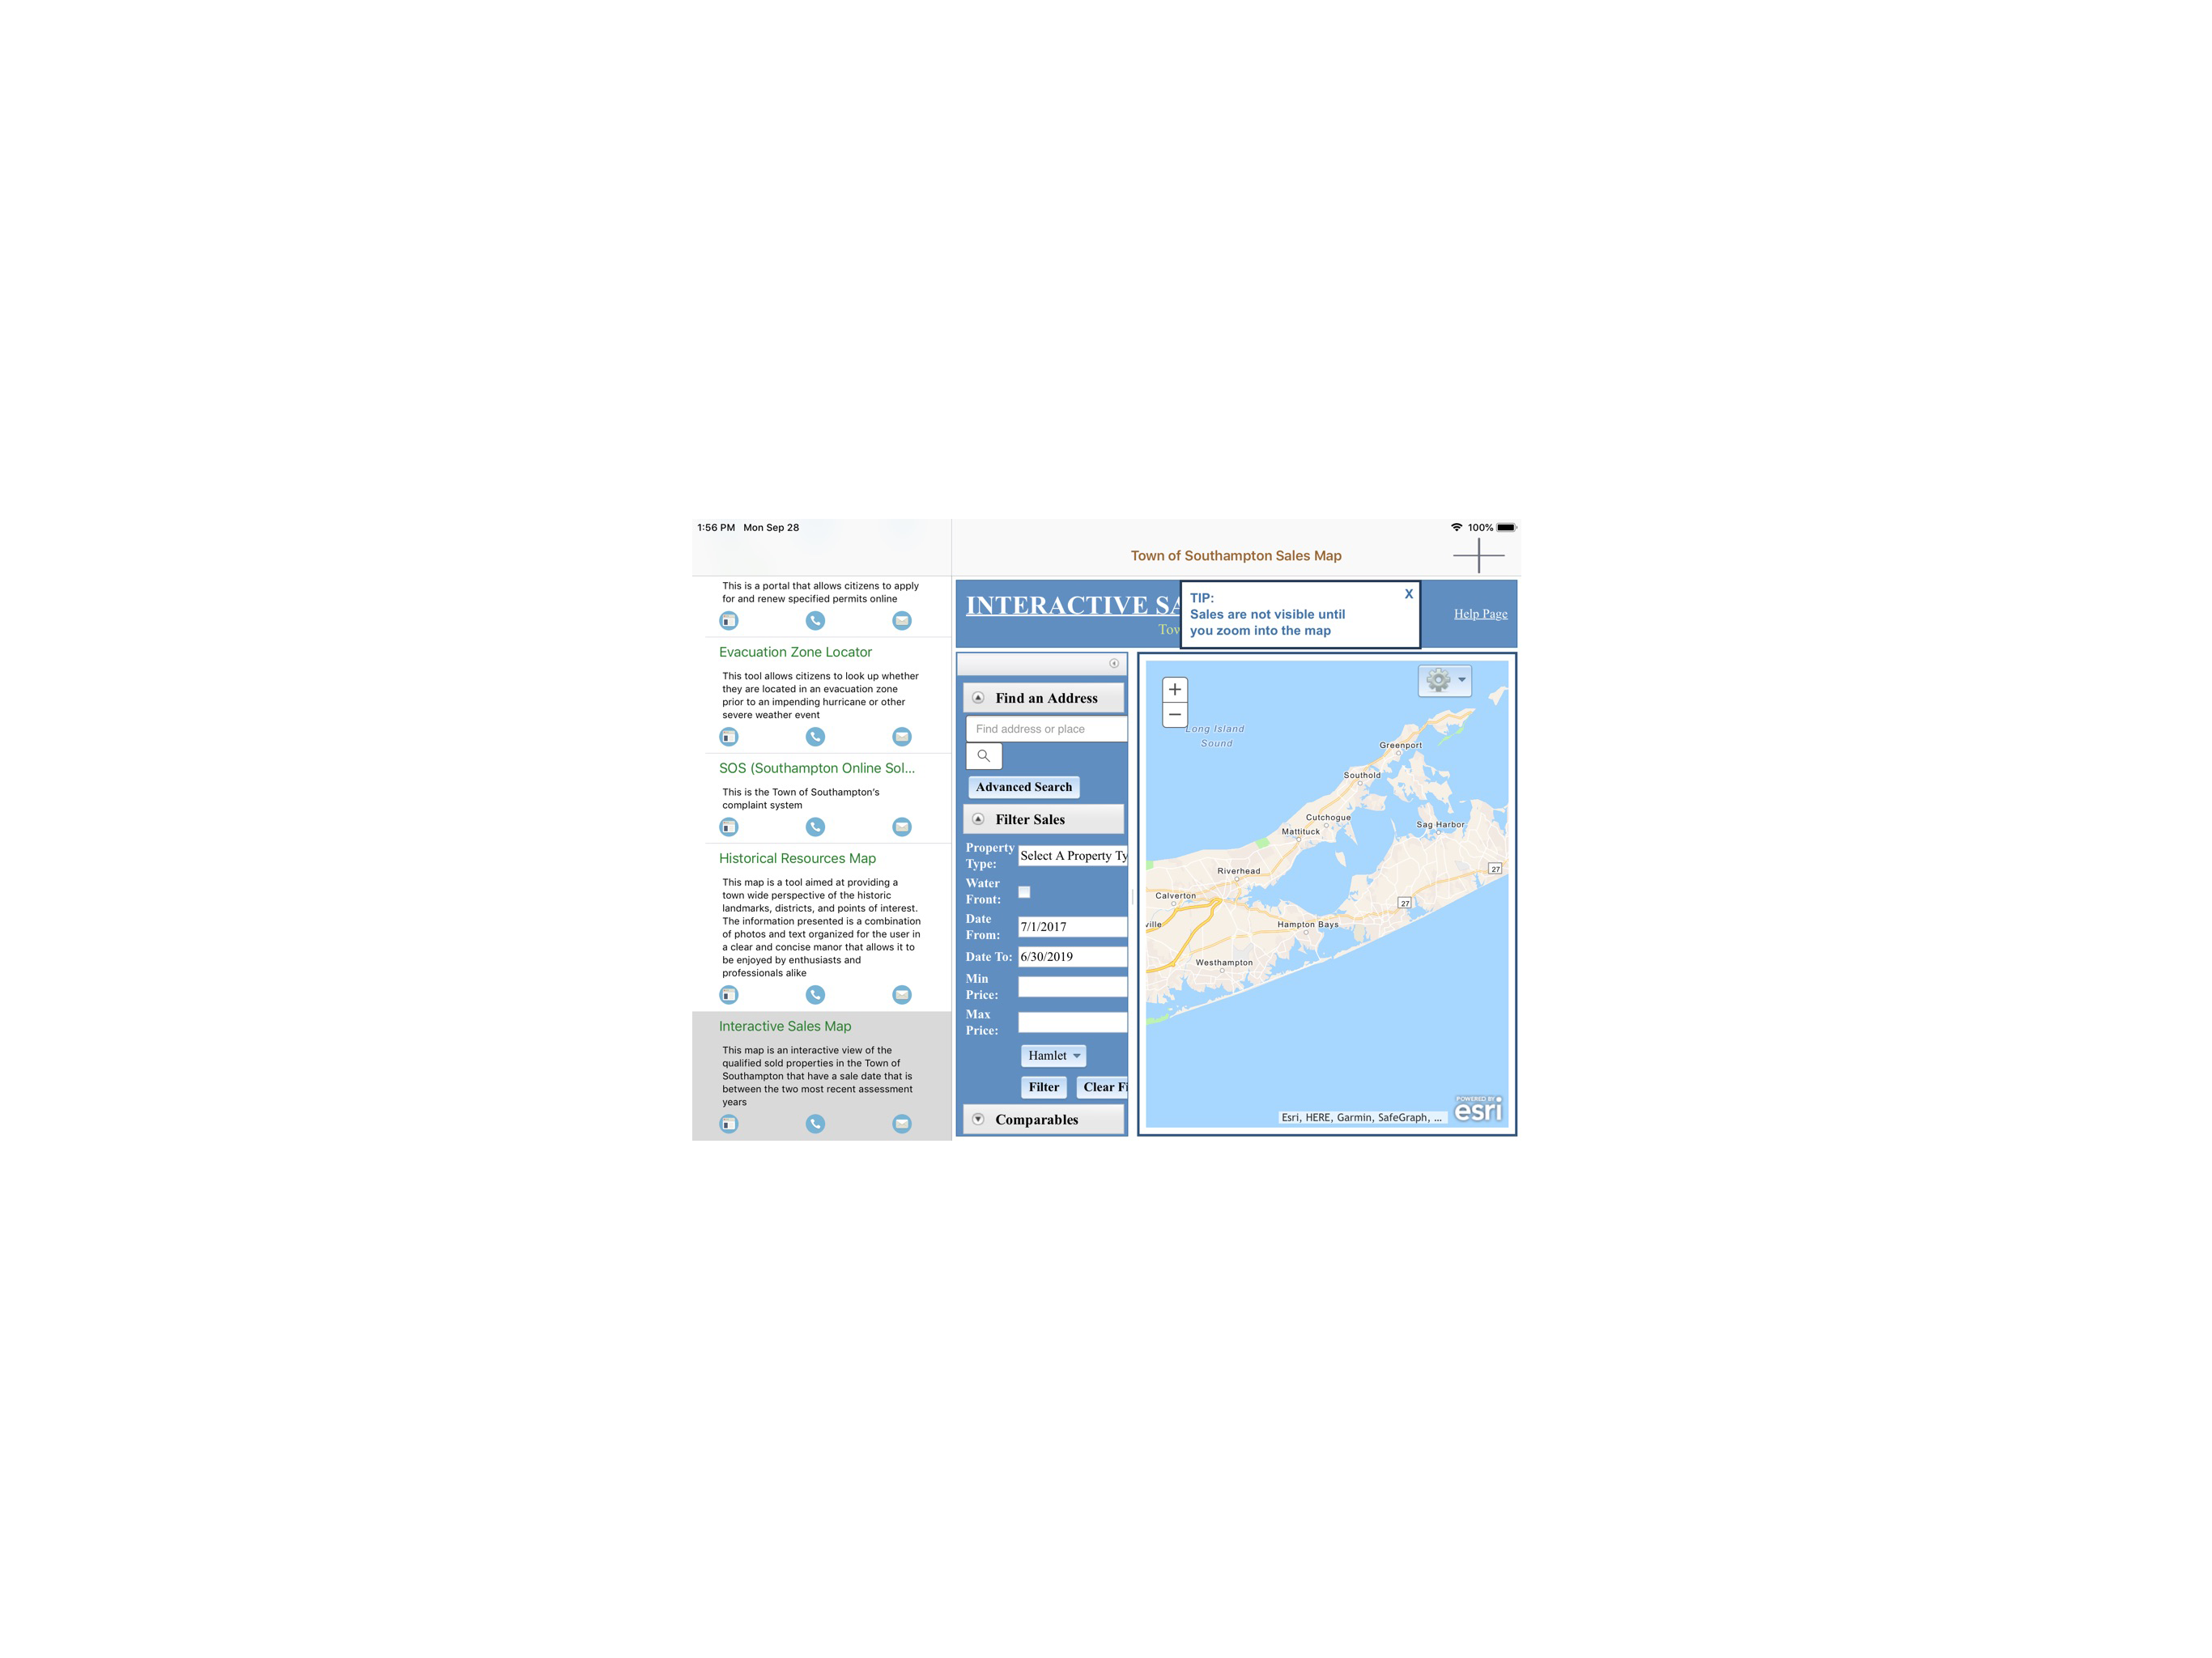 1:56 PM Mon Sep 28
100%
Town of Southampton Sales Map
This is a portal that allows citizens to apply
for and renew specified permits online
Evacuation Zone Locator
This tool allows citizens to look up whether
they are located in an evacuation zone
prior to an impending hurricane or other
severe weather event
SOS (Southampton Online Sol...
This is the Town of Southampton's
complaint system
Historical Resources Map
This map is a tool aimed at providing a
town wide perspective of the historic
landmarks, districts, and points of interest.
The information presented is a combination
of photos and text organized for the user in
a clear and concise manor that allows it to
be enjoyed by enthusiasts and
professionals alike
Interactive Sales Map
This map is an interactive view of the
qualified sold properties in the Town of
Southampton that have a sale date that is
between the two most recent assessment
years
INTERACTIVE SA
Tow
TIP:
X
Sales are not visible until
you zoom into the map
Help Page
Find an Address
Find address or place
Advanced Search
Filter Sales
Property
Type:
Select A Property Ty
Water
Front:
Date
From:
7/1/2017
Date To:
6/30/2019
Min
Price:
Max
Price:
Hamlet
Filter
Clear Fi
Comparables
+
−
Long Island
Sound
Greenport
Southold
Cutchogue
Mattituck
Sag Harbor
Riverhead
27
Calverton
27
ville
Hampton Bays
Westhampton
Esri, HERE, Garmin, SafeGraph, ...
POWERED BY
esri